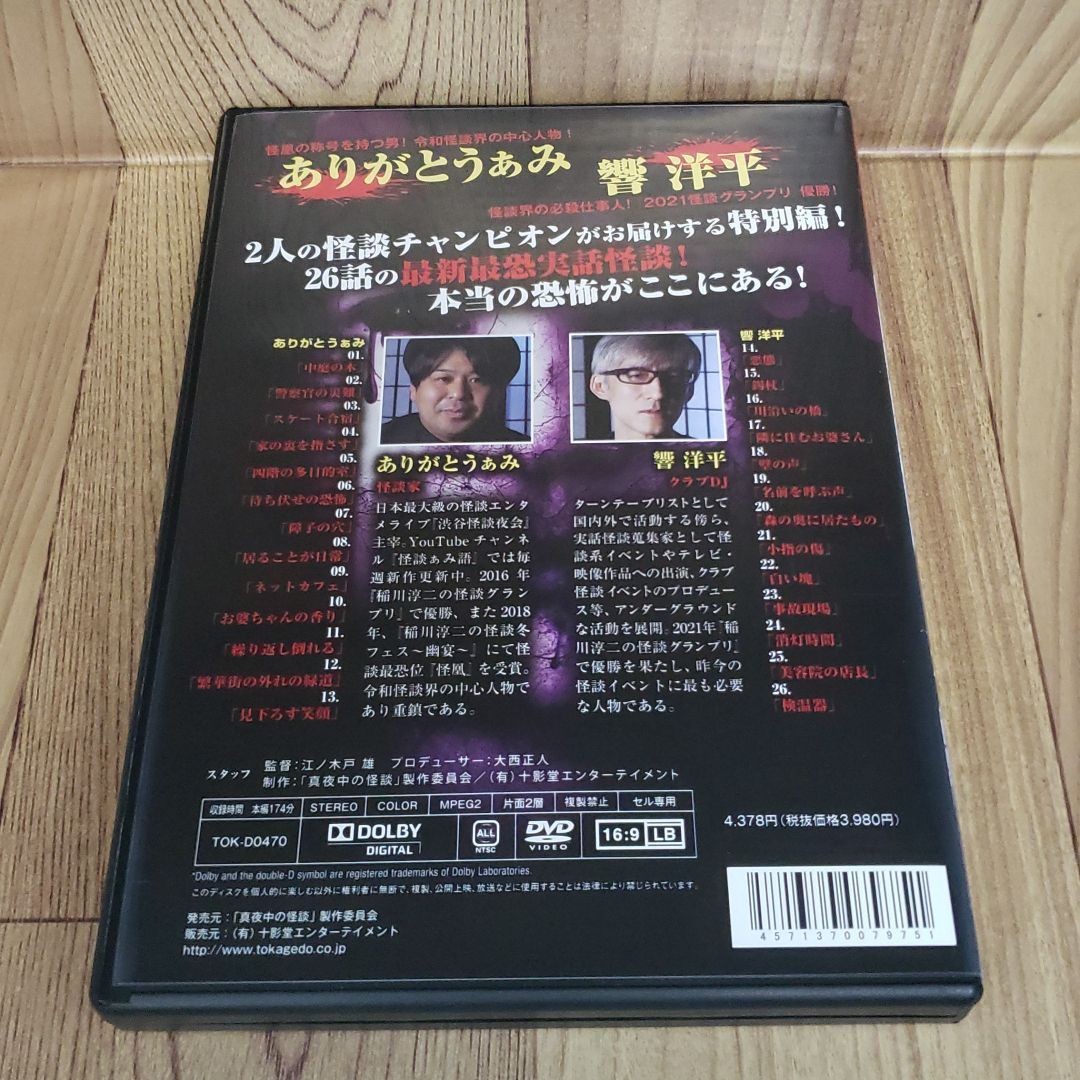 怪凰の称号を持つ男！令和怪談界の中心人物！
ありがとうぁみ
響 洋平
怪談界の必殺仕事人！2021怪談グランプリ 優勝！
2人の怪談チャンピオンがお届けする特別編！
26話の最新最恐実話怪談！
本当の恐怖がここにある！
ありがとうぁみ
01.
「中庭の木」
02.
「警察官の災難」
03.
「スケート合宿」
04.
「家の裏を指さす」
05.
「四階の多目的室」
06.
「待ち伏せの恐怖」
07.
「障子の穴」
08.
「居ることが日常」
09.
「ネットカフェ」
10.
「お婆ちゃんの香り」
11.
「繰り返し倒れる」
12.
「繁華街の外れの緑道」
13.
「見下ろす笑顔」
ありがとうぁみ
怪談家
日本最大級の怪談エンタ
メライブ『渋谷怪談夜会』
主宰。YouTubeチャンネ
ル『怪談ぁみ語』では毎
週新作更新中。2016年
『稲川淳二の怪談グラン
プリ』で優勝、また2018
年、『稲川淳二の怪談冬
フェス～幽宴～』にて怪
談最恐位『怪凰』を受賞。
令和怪談界の中心人物で
あり重鎮である。
響 洋平
クラブDJ
ターンテーブリストとして
国内外で活動する傍ら、
実話怪談蒐集家として怪
談系イベントやテレビ・
映像作品への出演、クラブ
怪談イベントのプロデュー
ス等、アンダーグラウンド
な活動を展開。2021年『稲
川淳二の怪談グランプリ』
で優勝を果たし、昨今の
怪談イベントに最も必要
な人物である。
響 洋平
14.
「悪態」
15.
「錫杖」
16.
「川沿いの橋」
17.
「隣に住むお婆さん」
18.
「壁の声」
19.
「名前を呼ぶ声」
20.
「森の奥に居たもの」
21.
「小指の傷」
22.
「白い塊」
23.
「事故現場」
24.
「消灯時間」
25.
「美容院の店長」
26.
「検温器」
スタッフ
監督：江ノ木戸 雄 プロデューサー：大西正人
制作：「真夜中の怪談」製作委員会／（有）十影堂エンターテイメント
収録時間 本編174分 STEREO COLOR MPEG2 片面2層 複製禁止 セル専用
TOK-D0470 DOLBY DIGITAL ALL NTSC DVD VIDEO 16:9 LB
4.378円（税抜価格3.980円）
*Dolby and the double-D symbol are registered trademarks of Dolby Laboratories.
このディスクを個人的に楽しむ以外に権利者に無断で、複製、公開上映、放送などに使用することは法律により禁じられています。
発売元：「真夜中の怪談」製作委員会
販売元：（有）十影堂エンターテイメント
http://www.tokagedo.co.jp
4571370079751